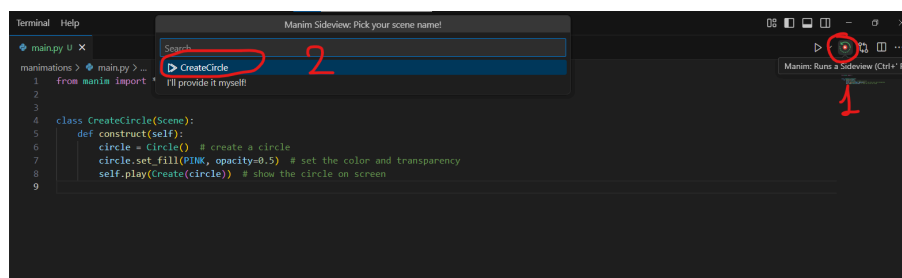 Terminal Help
Manim Sideview: Pick your scene name!
main.py U
Search...
CreateCircle
I'll provide it myself!
2
Manim: Runs a Sideview (Ctrl+'
1
manimations > main.py > ...
1 from manim import *
2
3
4 class CreateCircle(Scene):
5 def construct(self):
6 circle = Circle() # create a circle
7 circle.set_fill(PINK, opacity=0.5) # set the color and transparency
8 self.play(Create(circle)) # show the circle on screen
9